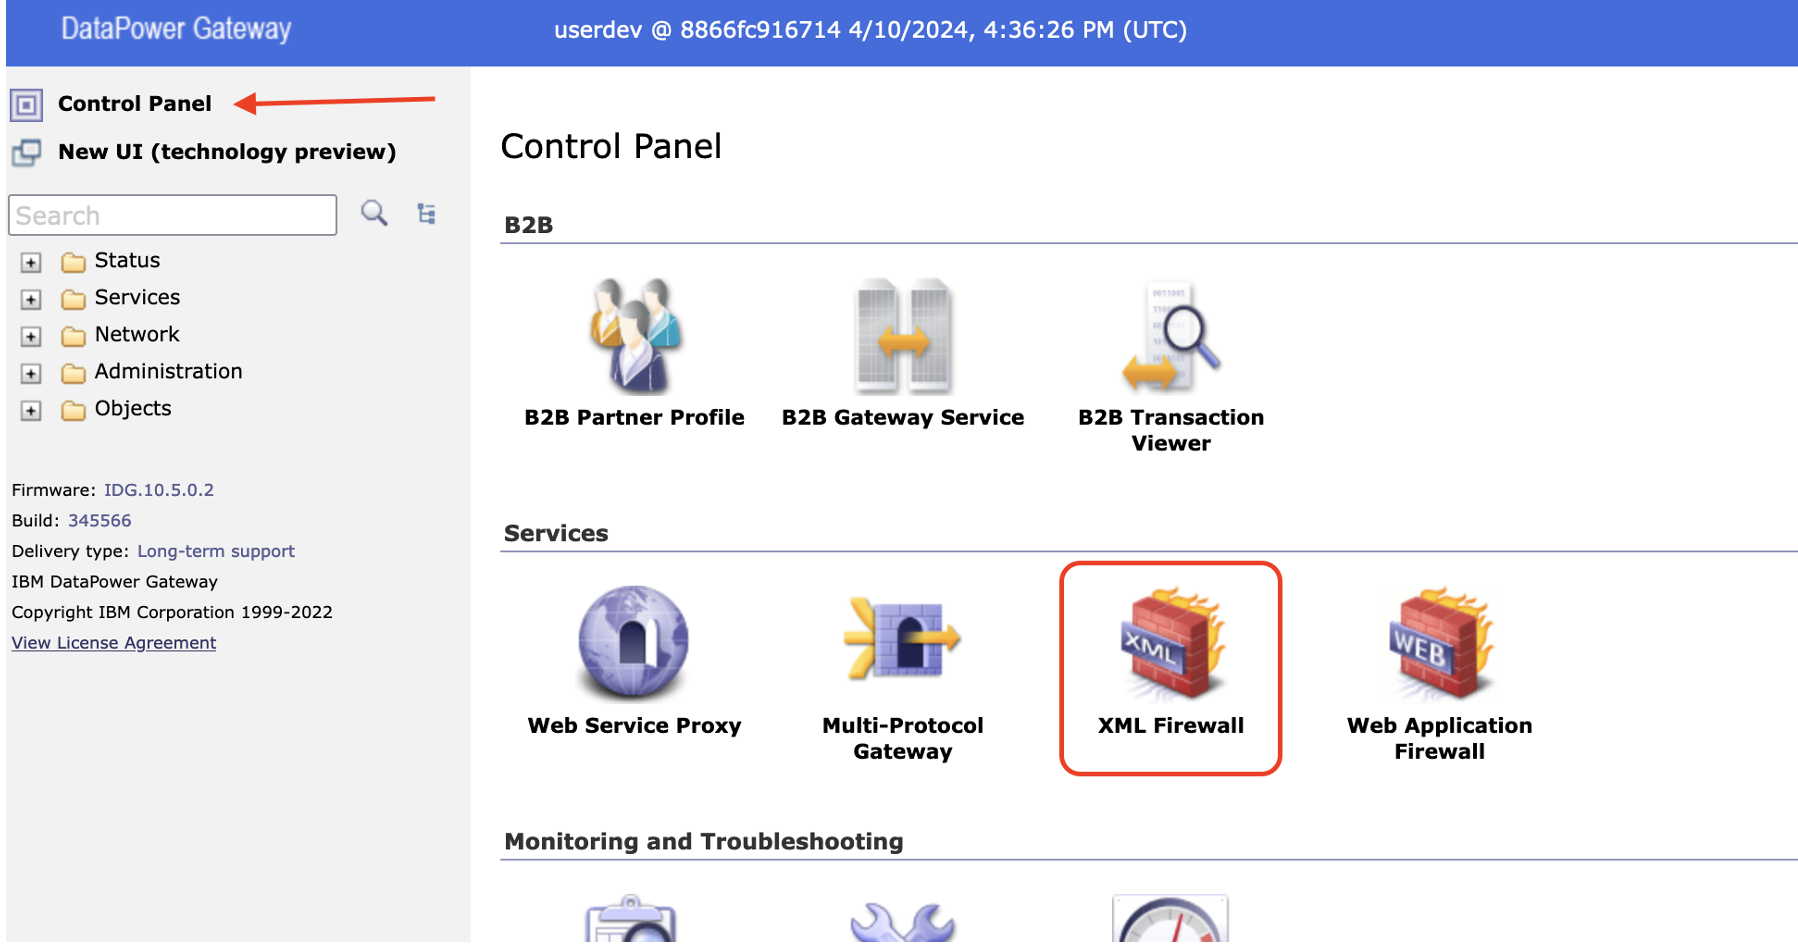 DataPower Gateway
userdev @ 8866fc916714 4/10/2024, 4:36:26 PM (UTC)
Control Panel
New UI (technology preview)
Search
Status
Services
Network
Administration
Objects
Firmware: IDG.10.5.0.2
Build: 345566
Delivery type: Long-term support
IBM DataPower Gateway
Copyright IBM Corporation 1999-2022
View License Agreement
Control Panel
B2B
B2B Partner Profile
B2B Gateway Service
B2B Transaction
Viewer
Services
XML
WEB
Web Service Proxy
Multi-Protocol
Gateway
XML Firewall
Web Application
Firewall
Monitoring and Troubleshooting